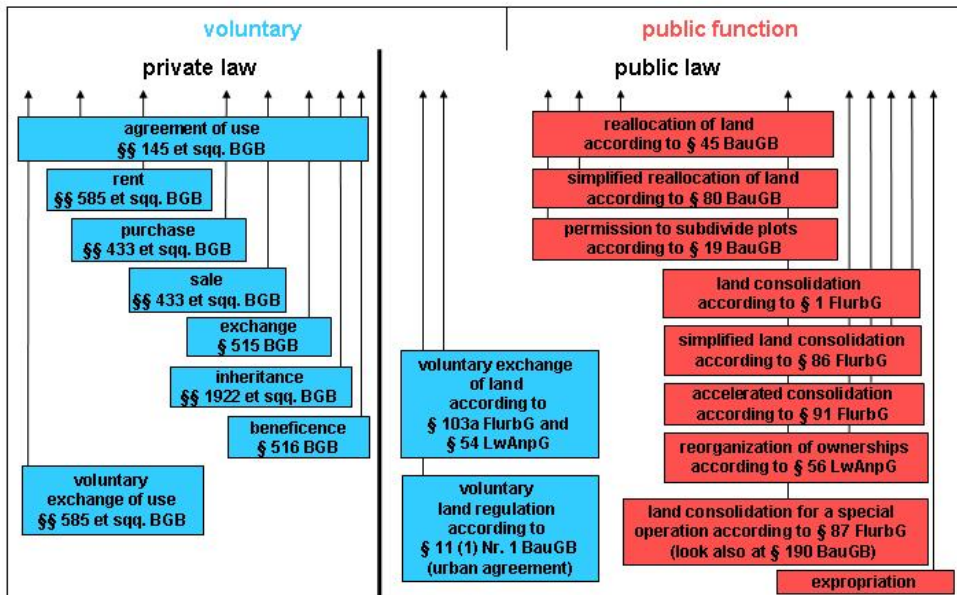 voluntary
public function
private law
public law
agreement of use
§§ 145 et sqq. BGB
rent
§§ 585 et sqq. BGB
purchase
§§ 433 et sqq. BGB
sale
§§ 433 et sqq. BGB
exchange
§ 515 BGB
inheritance
§§ 1922 et sqq. BGB
beneficence
§ 516 BGB
voluntary
exchange of use
§§ 585 et sqq. BGB
voluntary exchange
of land
according to
§ 103a FlurbG and
§ 54 LwAnpG
voluntary
land regulation
according to
§ 11 (1) Nr. 1 BauGB
(urban agreement)
reallocation of land
according to § 45 BauGB
simplified reallocation of land
according to § 80 BauGB
permission to subdivide plots
according to § 19 BauGB
land consolidation
according to § 1 FlurbG
simplified land consolidation
according to § 86 FlurbG
accelerated consolidation
according to § 91 FlurbG
reorganization of ownerships
according to § 56 LwAnpG
land consolidation for a special
operation according to § 87 FlurbG
(look also at § 190 BauGB)
expropriation